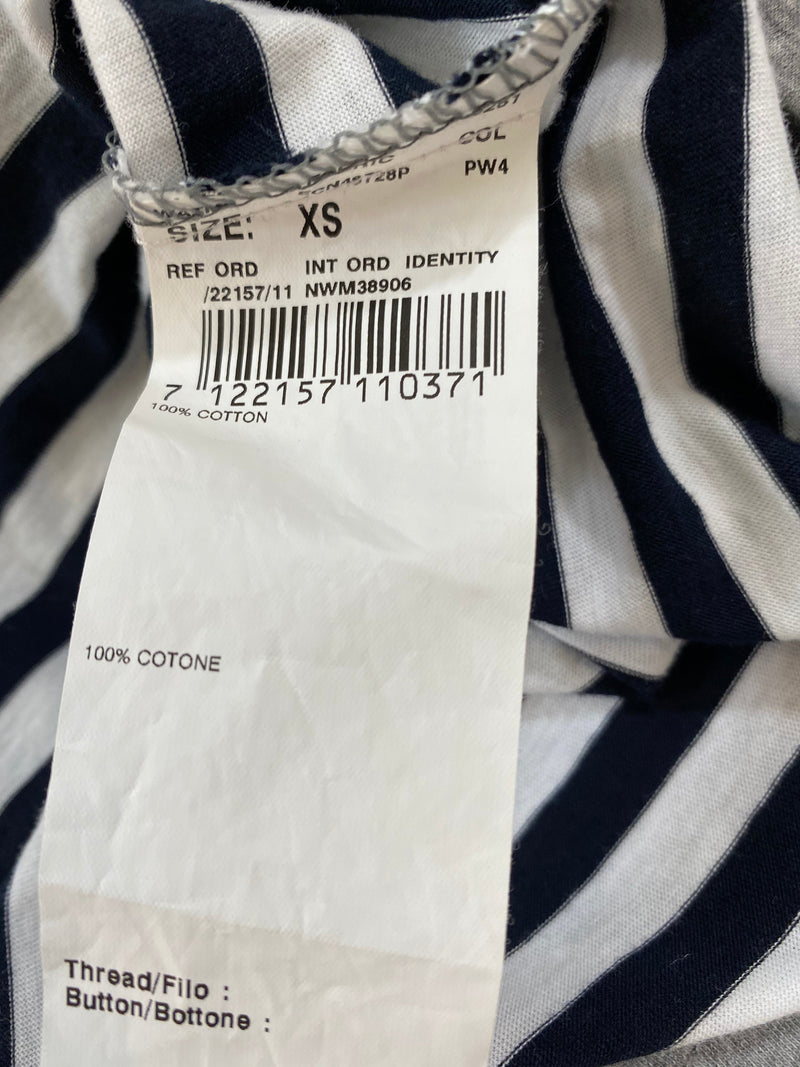 COL
PW4
SIZE: XS
REF ORD INT ORD IDENTITY
/22157/11 NWM38906
7 122157 110371
100% COTTON
100% COTONE
Thread/Filo :
Button/Bottone :